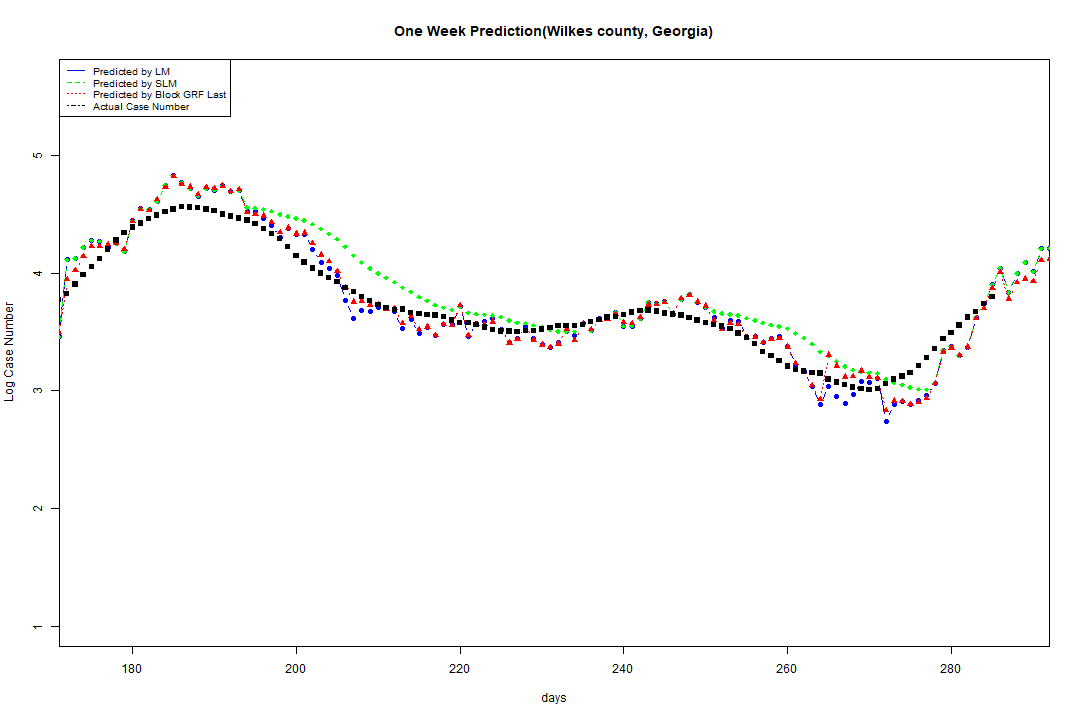 One Week Prediction(Wilkes county, Georgia)
Predicted by LM
Predicted by SLM
Predicted by Block GRF Last
Actual Case Number
5
4
3
2
1
Log Case Number
180 200 220 240 260 280
days